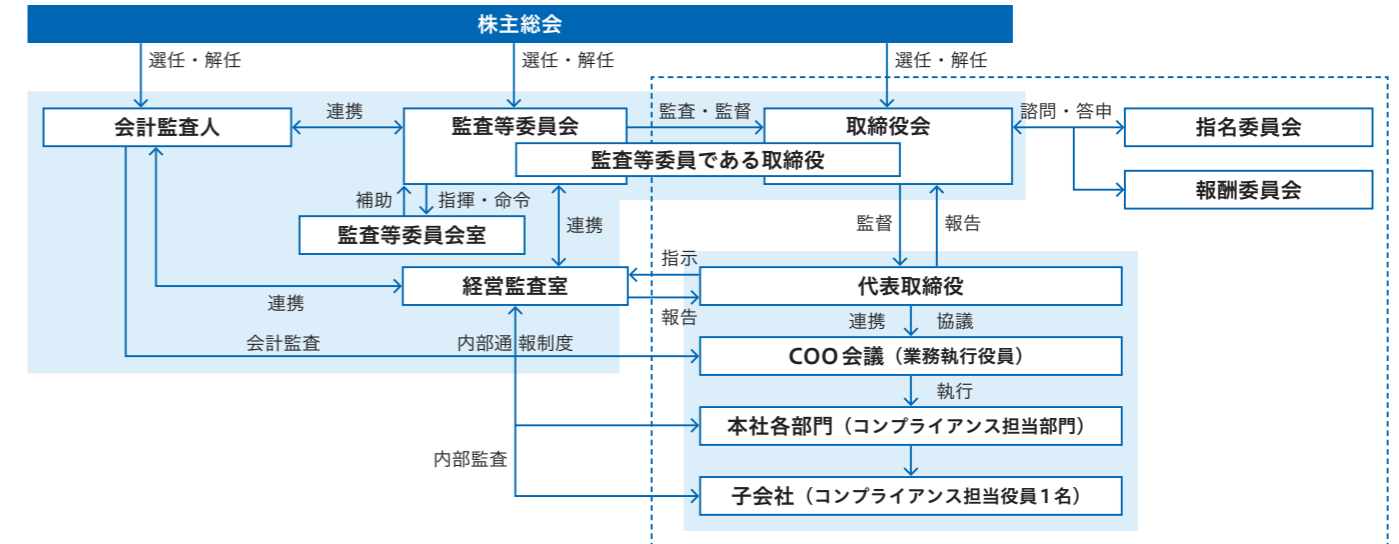 株主総会
選任・解任
選任・解任
選任・解任
会計監査人
連携
監査等委員会
監査・監督
取締役会
諮問・答申
指名委員会
監査等委員である取締役
報酬委員会
補助
指揮・命令
連携
監査等委員会室
監督
報告
経営監査室
指示
代表取締役
連携
報告
連携
協議
会計監査
内部通報制度
COO会議（業務執行役員）
執行
本社各部門（コンプライアンス担当部門）
内部監査
子会社（コンプライアンス担当役員1名）